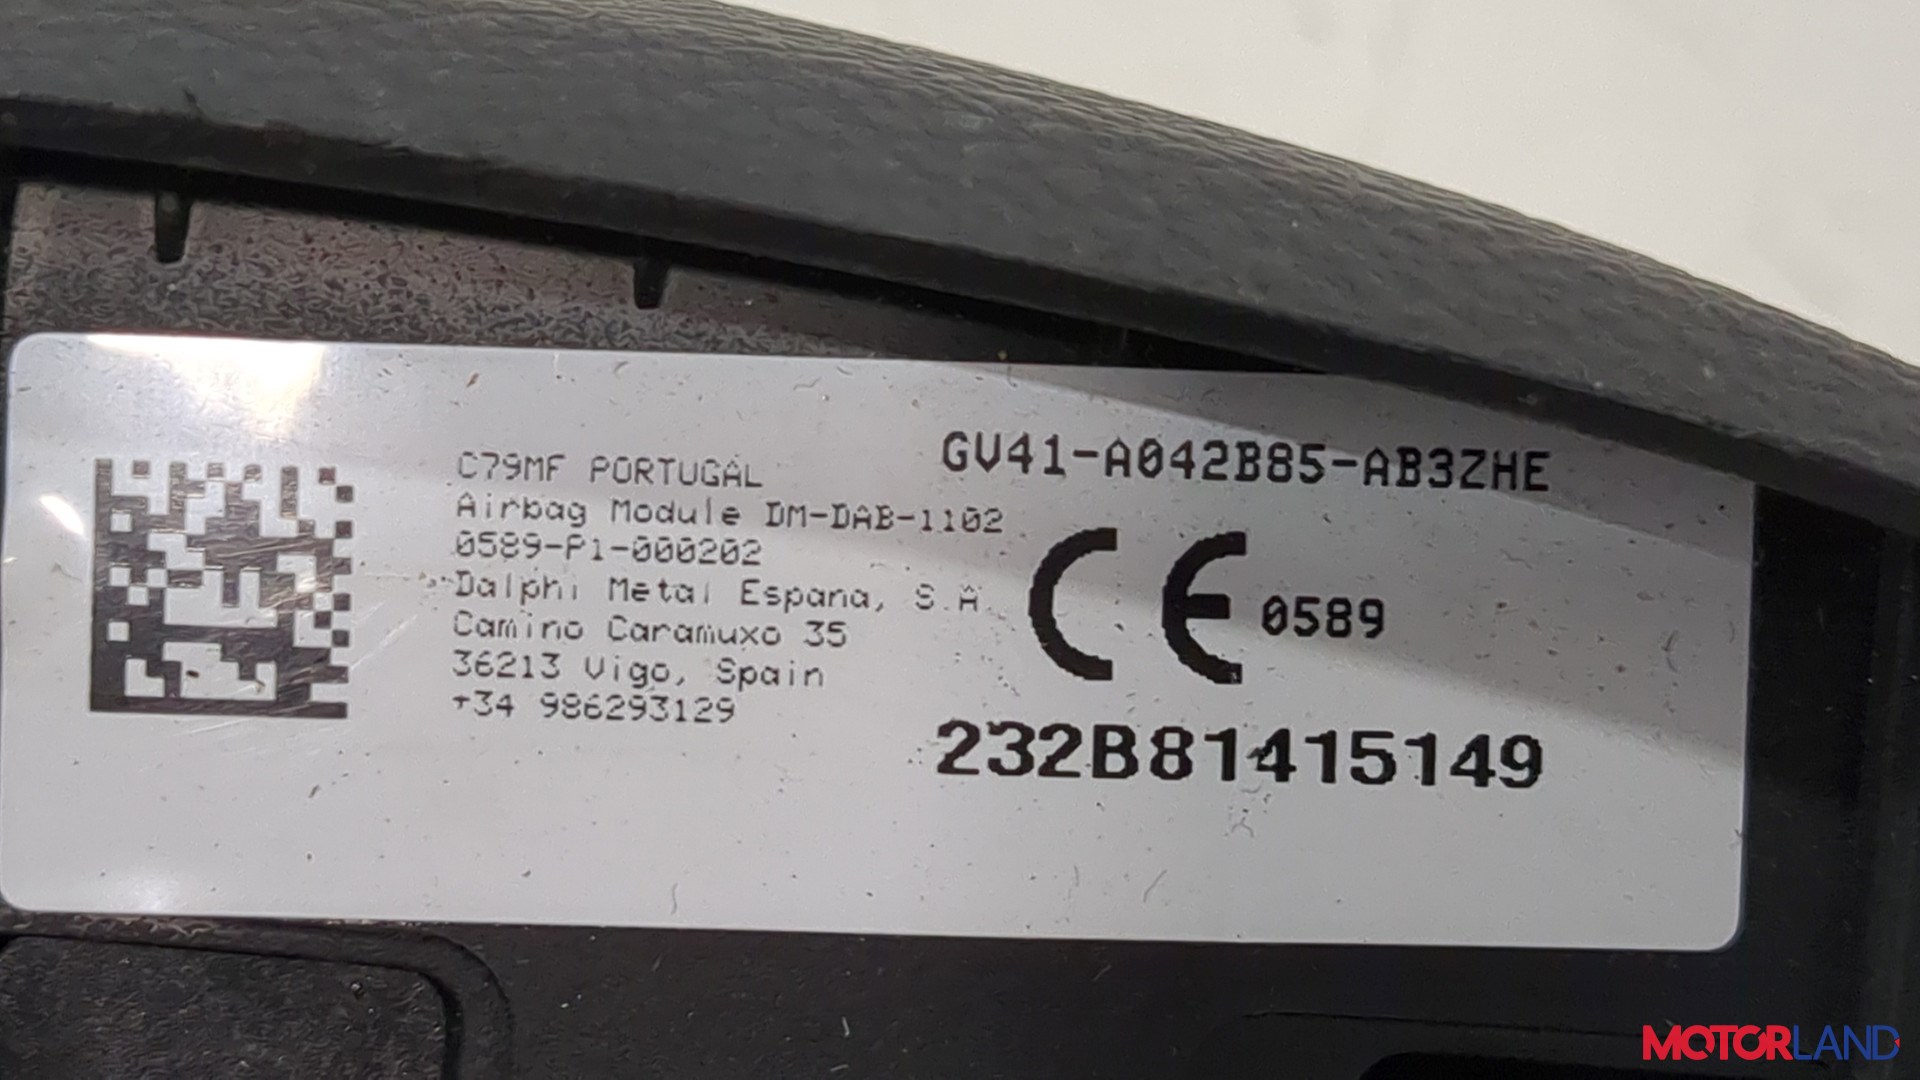 C79MF PORTUGAL
Airbag Module DM-DAB-1102
0589-P1-000202
Dalphi Metal Espana, S.A
Camino Caramuxo 35
36213 Vigo, Spain
+34 986293129
GV41-A042B85-AB3ZHE
CE 0589
232B81415149
MOTORLAND